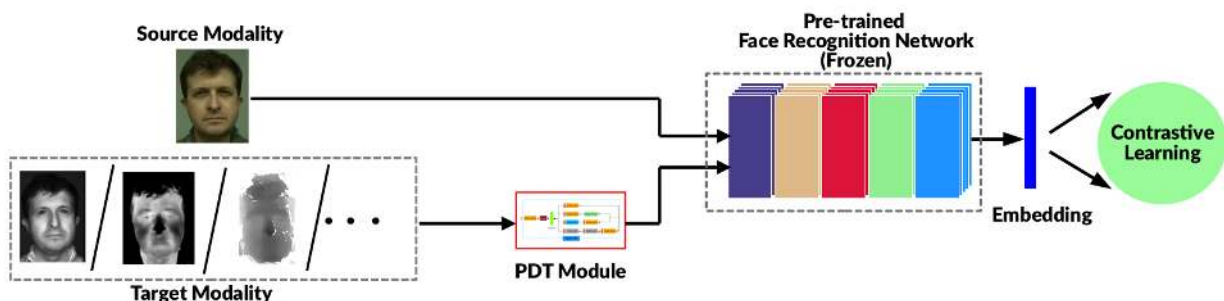 Source Modality
Pre-trained
Face Recognition Network
(Frozen)
Contrastive
Learning
Embedding
PDT Module
Target Modality